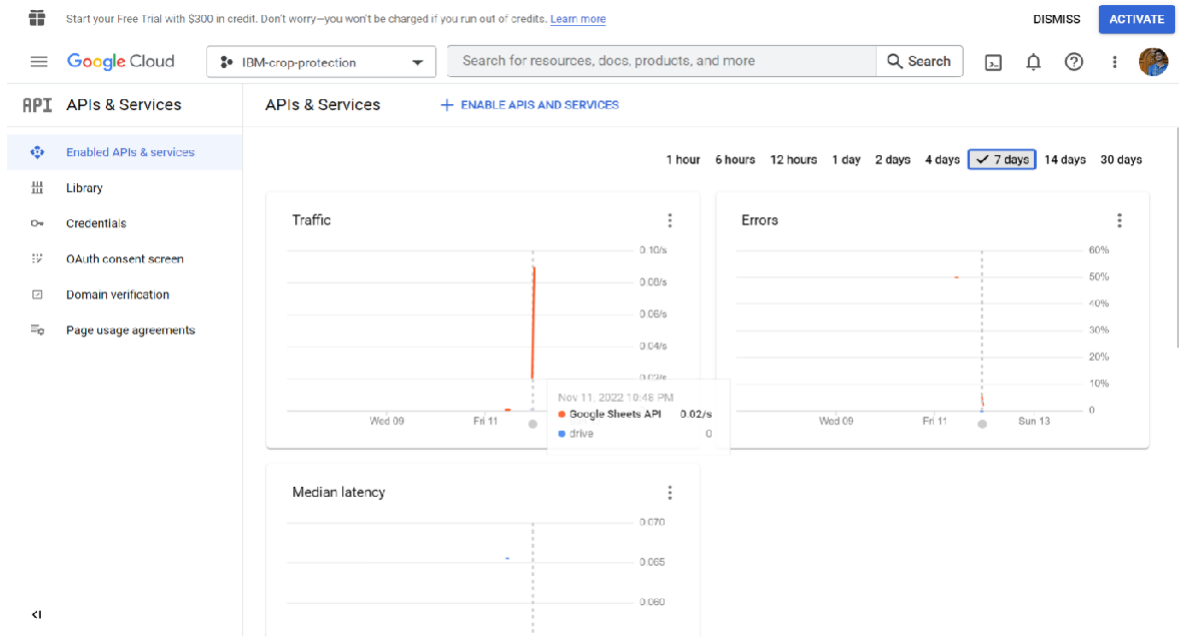 Start your Free Trial with $300 in credit. Don't worry—you won't be charged if you run out of credits. Learn more
DISMISS
ACTIVATE
Google Cloud
IBM-crop-protection
Search for resources, docs, products, and more
Search
API APIs & Services
APIs & Services
ENABLE APIS AND SERVICES
Enabled APIs & services
Library
Credentials
OAuth consent screen
Domain verification
Page usage agreements
1 hour 6 hours 12 hours 1 day 2 days 4 days 7 days 14 days 30 days
Traffic
0.10/s
0.08/s
0.06/s
0.04/s
0.02/s
Wed 09 Fri 11
Nov 11, 2022 10:48 PM
Google Sheets API 0.02/s
drive 0
Errors
60%
50%
40%
30%
20%
10%
0
Wed 09 Fri 11 Sun 13
Median latency
0.070
0.065
0.060